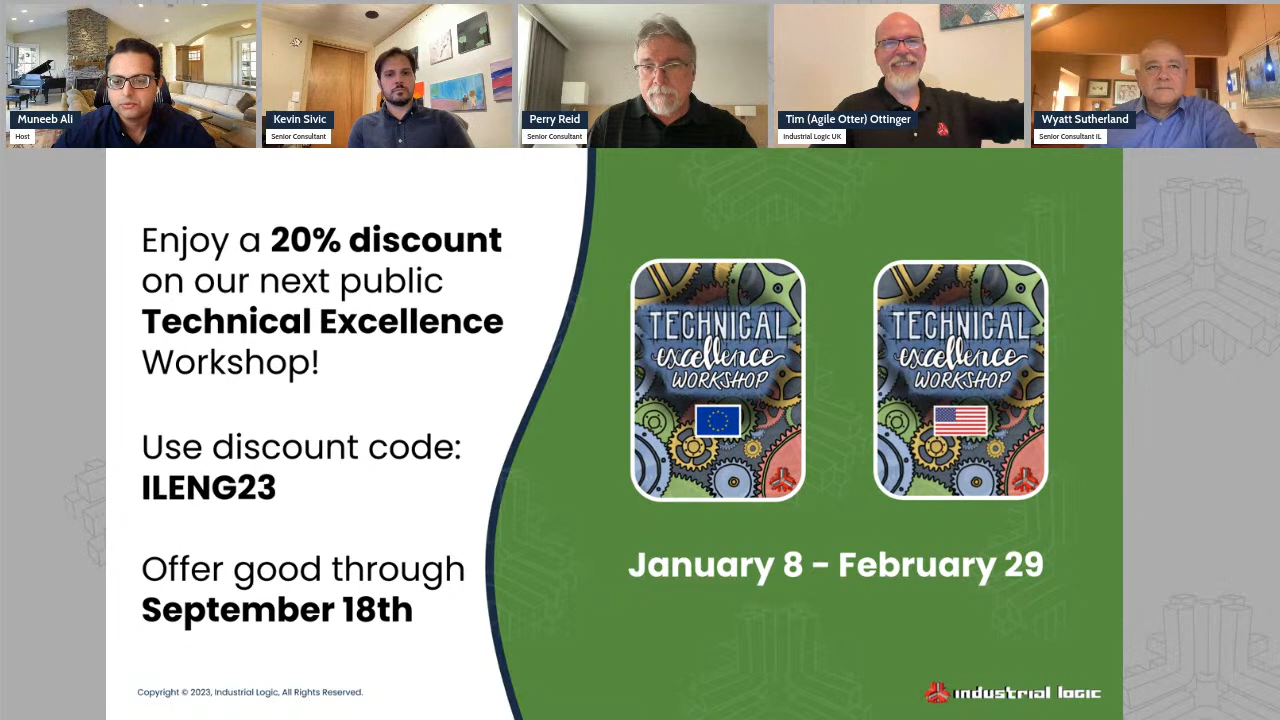 Muneeb Ali
Host
Kevin Sivic
Senior Consultant
Perry Reid
Senior Consultant
Tim (Agile Otter) Ottinger
Industrial Logic UK
Wyatt Sutherland
Senior Consultant IL
Enjoy a 20% discount
on our next public
Technical Excellence
Workshop!
Use discount code:
ILENG23
Offer good through
September 18th
TECHNICAL
excellence
WORKSHOP
TECHNICAL
excellence
WORKSHOP
January 8 - February 29
Copyright © 2023, Industrial Logic, All Rights Reserved.
industrial logic